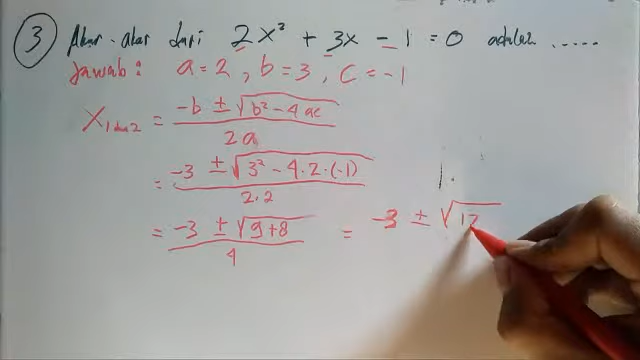 3 Akar-akar dari 2x² + 3x - 1 = 0 adalah .....
Jawab: a = 2 , b = 3 , c = -1
X₁ dan ₂ = (-b ± √(b² - 4ac)) / 2a
= (-3 ± √(3² - 4·2·(-1))) / 2.2
= (-3 ± √(9+8)) / 4 = -3 ± √17